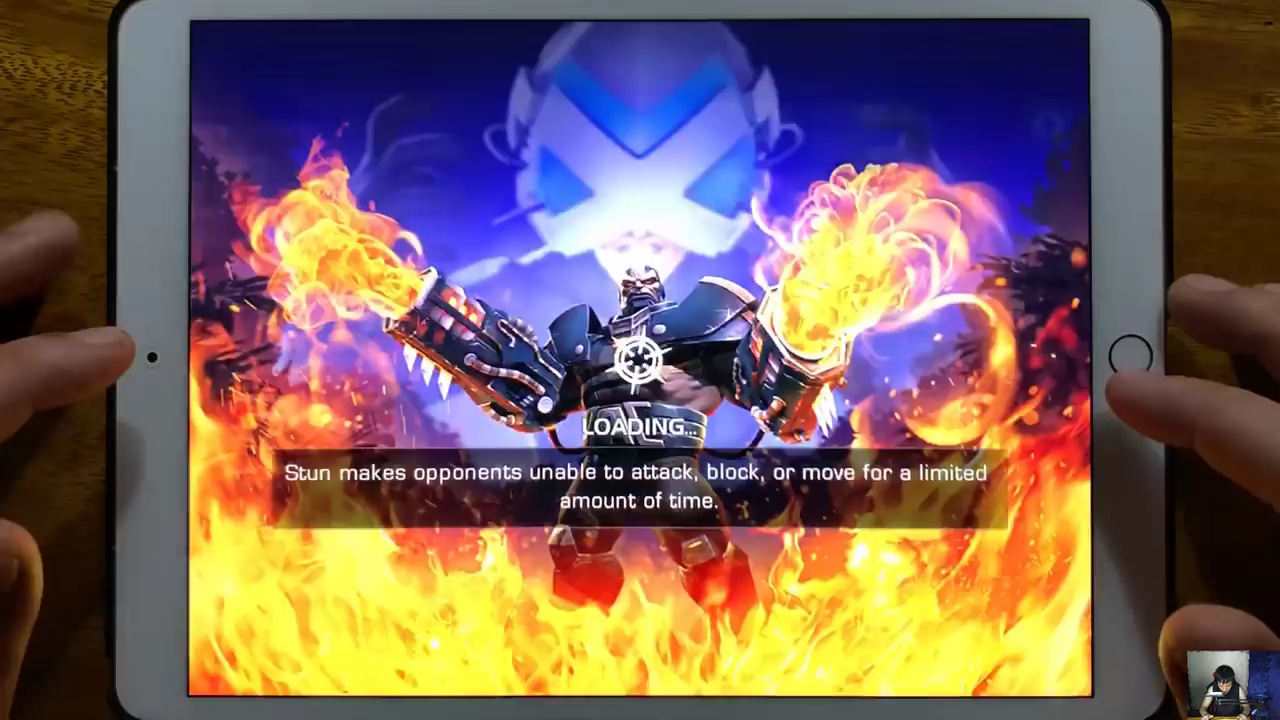 LOADING...
Stun makes opponents unable to attack, block, or move for a limited
amount of time.